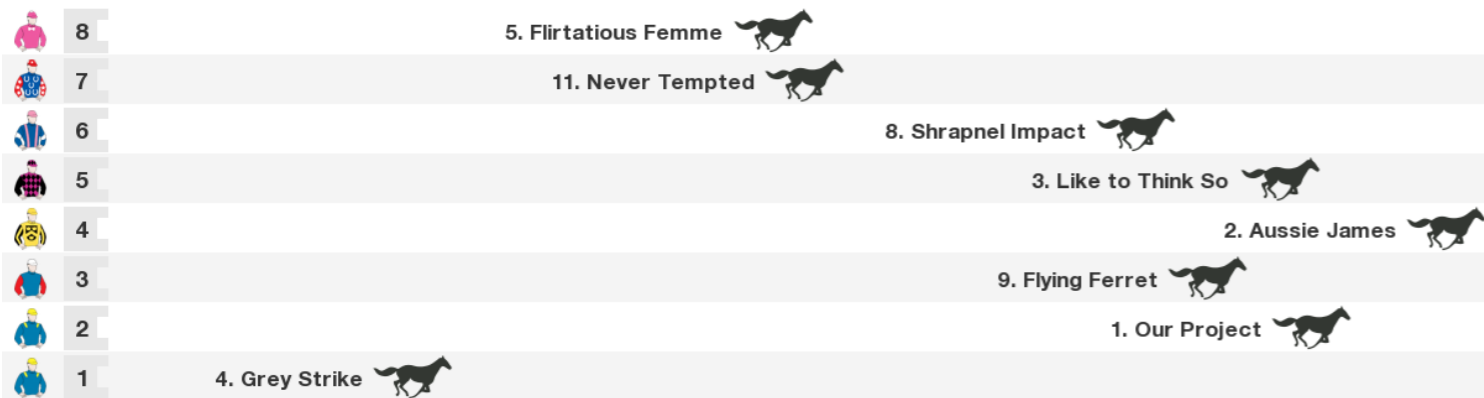 8 5. Flirtatious Femme
7 11. Never Tempted
6 8. Shrapnel Impact
5 3. Like to Think So
4 2. Aussie James
3 9. Flying Ferret
2 1. Our Project
1 4. Grey Strike